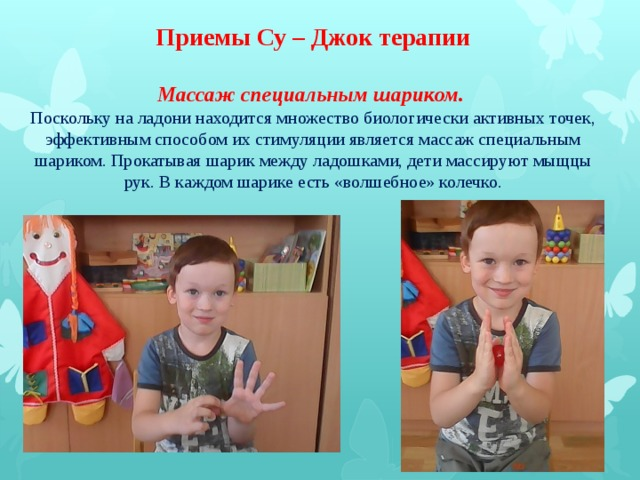 Приемы Су – Джок терапии
Массаж специальным шариком.
Поскольку на ладони находится множество биологически активных точек,
эффективным способом их стимуляции является массаж специальным
шариком. Прокатывая шарик между ладошками, дети массируют мышцы
рук. В каждом шарике есть «волшебное» колечко.